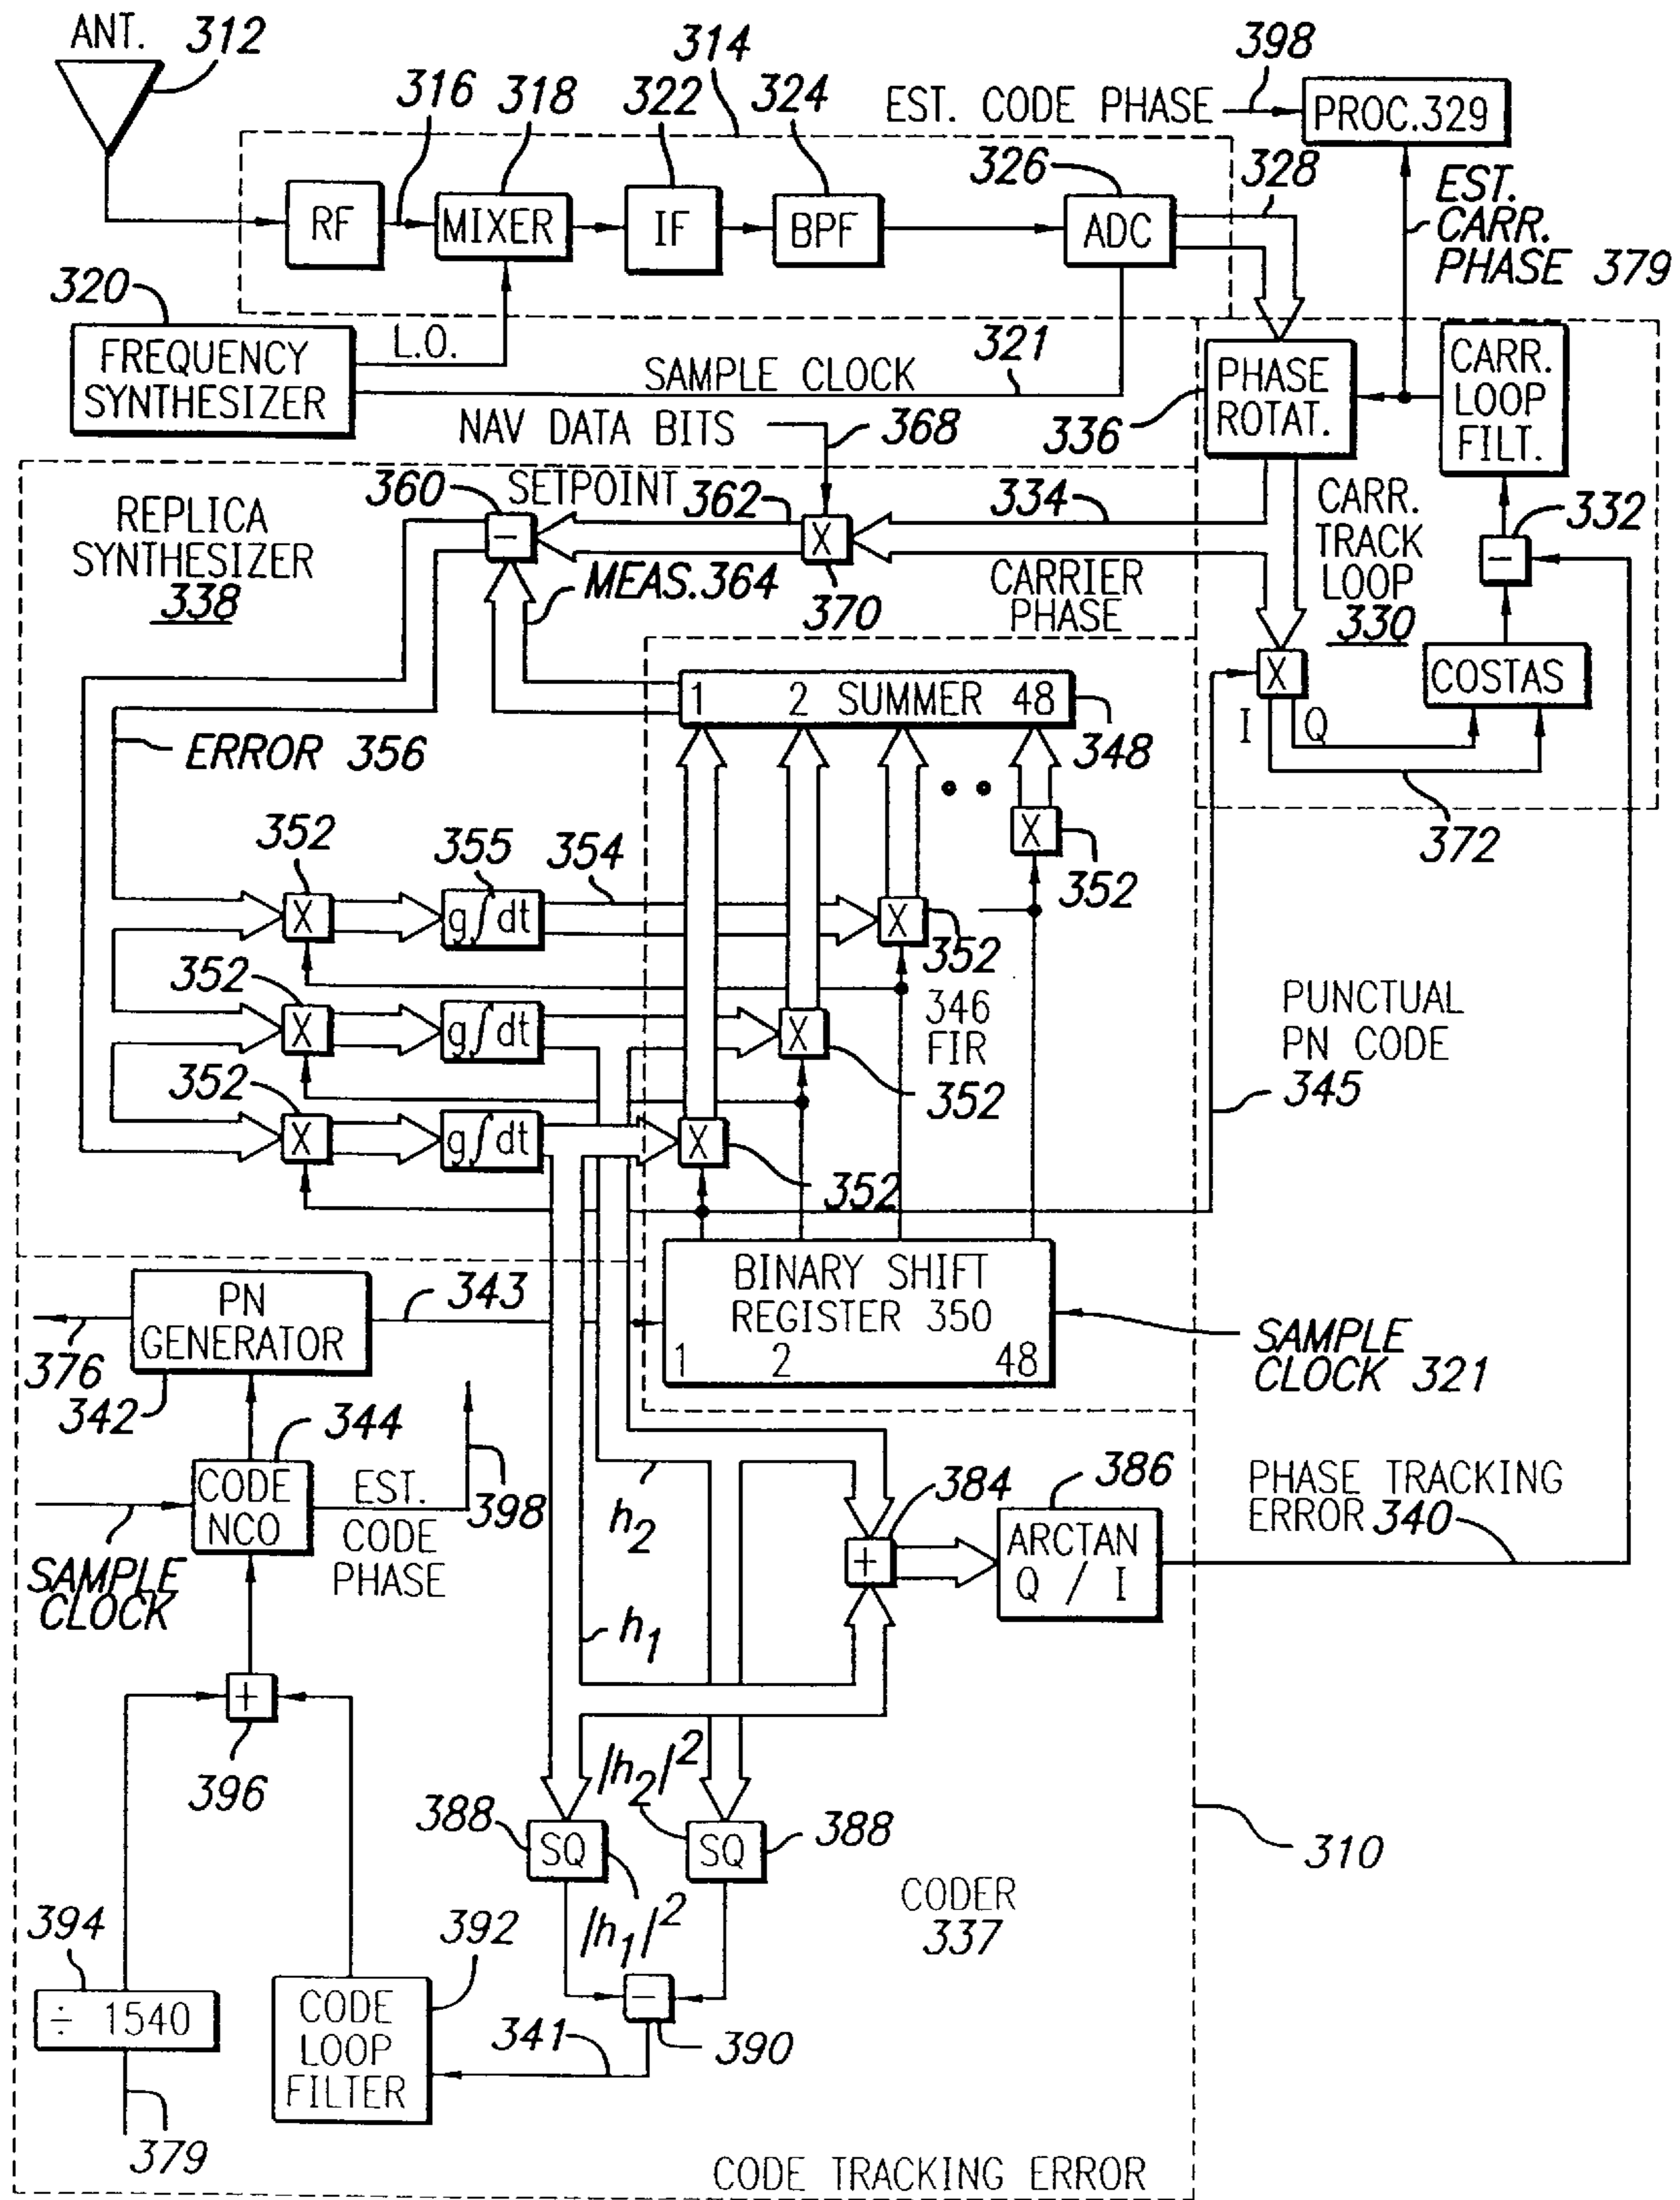 ANT. 312
314
398
316 318 322 324
EST. CODE PHASE
PROC.329
326
328
RF
MIXER
IF
BPF
ADC
EST.
CARR.
PHASE 379
320
L.O.
321
FREQUENCY
SYNTHESIZER
SAMPLE CLOCK
PHASE
ROTAT.
CARR.
LOOP
FILT.
NAV DATA BITS
368
336
360
SETPOINT
362
334
332
REPLICA
SYNTHESIZER
338
-
X
CARR.
TRACK
LOOP
330
-
MEAS.364
370
CARRIER
PHASE
X
COSTAS
1 2 SUMMER 48
348
I Q
ERROR 356
372
352
355
354
X
352
X
g∫dt
X
352
352
346
FIR
X
g∫dt
X
352
PUNCTUAL
PN CODE
345
352
X
g∫dt
X
352
PN
GENERATOR
343
BINARY SHIFT
REGISTER 350
1 2 48
SAMPLE
CLOCK 321
376
342
344
CODE
NCO
EST.
CODE
PHASE
398
SAMPLE
CLOCK
h2
384
386
+
ARCTAN
Q / I
PHASE TRACKING
ERROR 340
h1
+
396
|h2|2
388
SQ
SQ
388
310
|h1|2
CODER
337
394
392
÷ 1540
CODE
LOOP
FILTER
-
341
390
379
CODE TRACKING ERROR